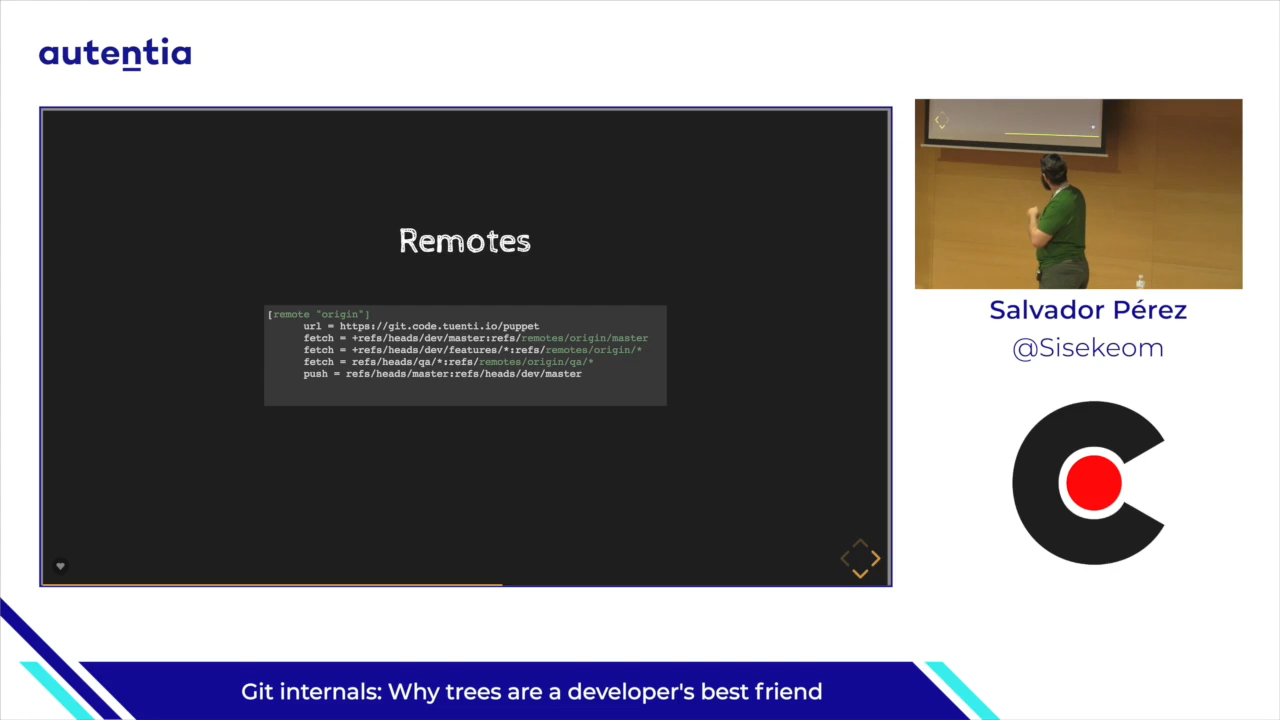 autentia
Remotes
[remote "origin"]
url = https://git.code.tuenti.io/puppet
fetch = +refs/heads/dev/master:refs/remotes/origin/master
fetch = +refs/heads/dev/features/*:refs/remotes/origin/*
fetch = refs/heads/qa/*:refs/remotes/origin/qa/*
push = refs/heads/master:refs/heads/dev/master
Salvador Pérez
@Sisekeom
Git internals: Why trees are a developer's best friend